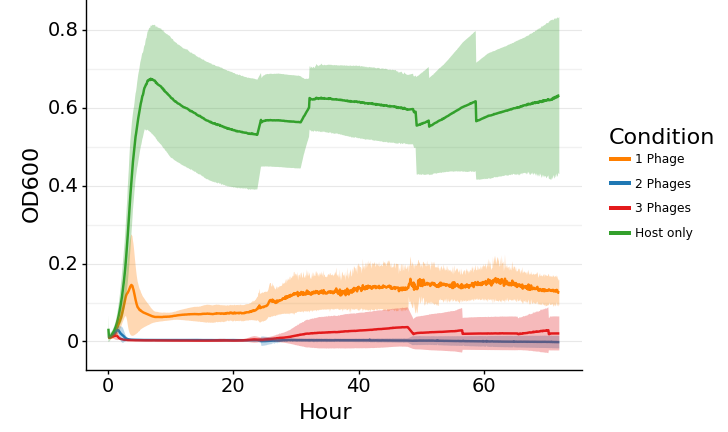 0.8
0.6
0.4
0.2
0
OD600
0
20
40
60
Hour
Condition
1 Phage
2 Phages
3 Phages
Host only